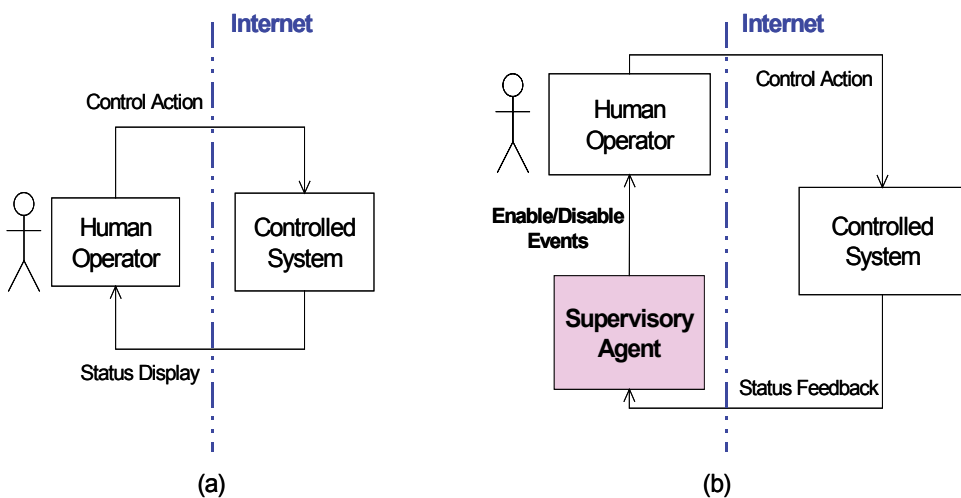 Internet
Control Action
Human
Operator
Controlled
System
Status Display
(a)
Internet
Control Action
Human
Operator
Enable/Disable
Events
Controlled
System
Supervisory
Agent
Status Feedback
(b)